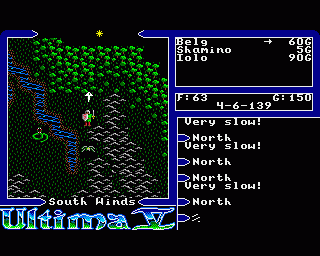 Belg → 60G
Shamino 5G
Iolo 90G
F:63 G:150
4-6-139
Very slow!
North
Very slow!
North
North
Very slow!
North
South Winds
Ultima V